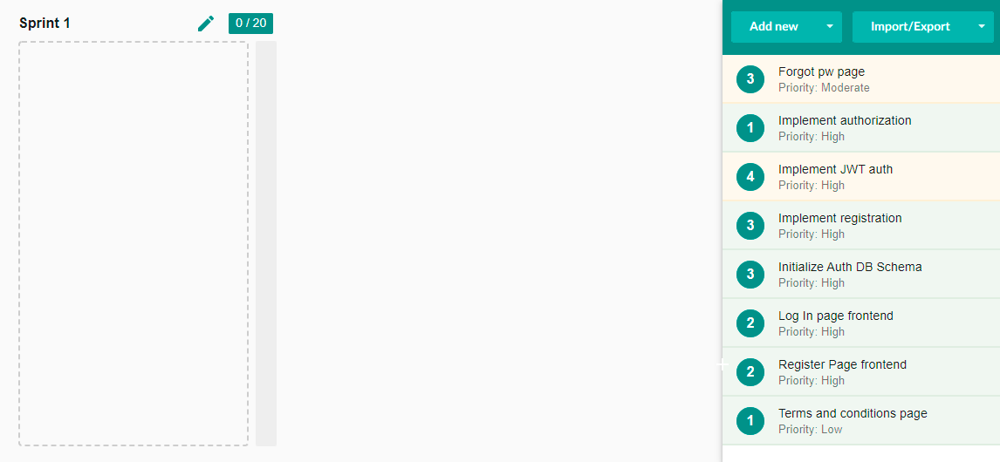 Sprint 1
0 / 20
Add new
Import/Export
3
Forgot pw page
Priority: Moderate
1
Implement authorization
Priority: High
4
Implement JWT auth
Priority: High
3
Implement registration
Priority: High
3
Initialize Auth DB Schema
Priority: High
2
Log In page frontend
Priority: High
2
Register Page frontend
Priority: High
1
Terms and conditions page
Priority: Low